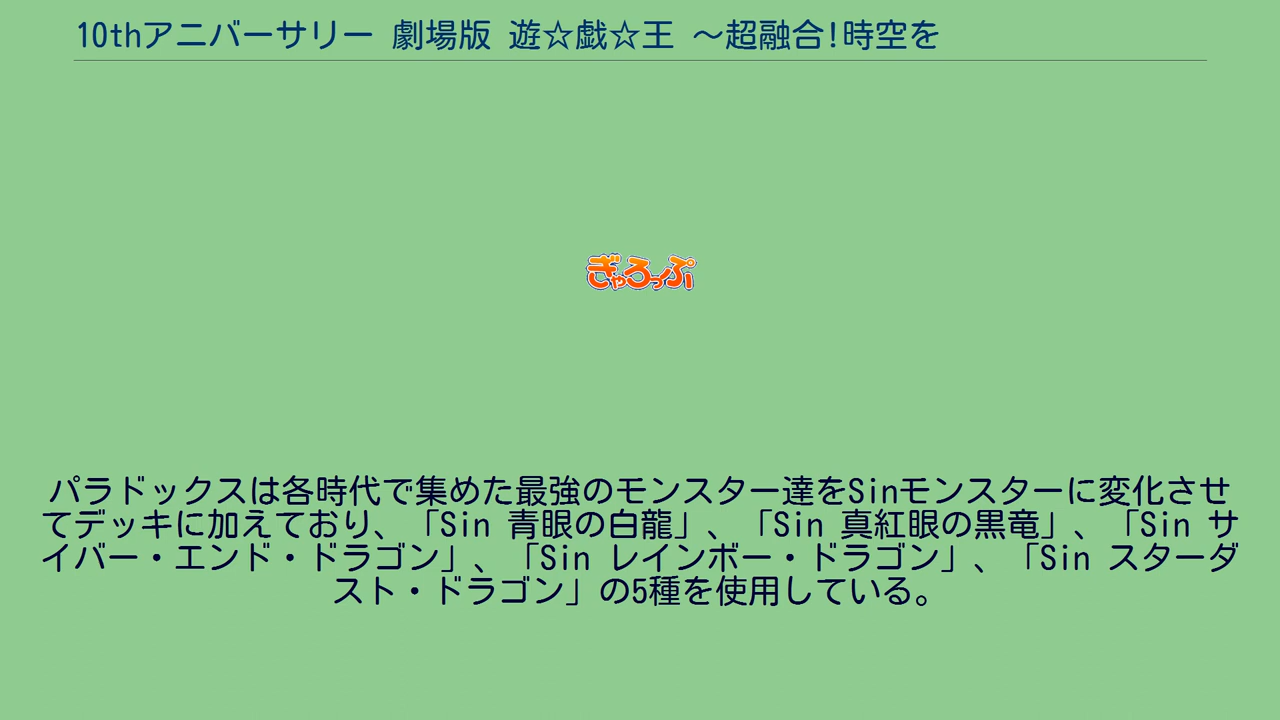 10thアニバーサリー 劇場版 遊☆戯☆王 ～超融合!時空を
ぎゃろっぷ
パラドックスは各時代で集めた最強のモンスター達をSinモンスターに変化させ
てデッキに加えており、「Sin 青眼の白龍」、「Sin 真紅眼の黒竜」、「Sin サ
イバー・エンド・ドラゴン」、「Sin レインボー・ドラゴン」、「Sin スターダ
スト・ドラゴン」の5種を使用している。